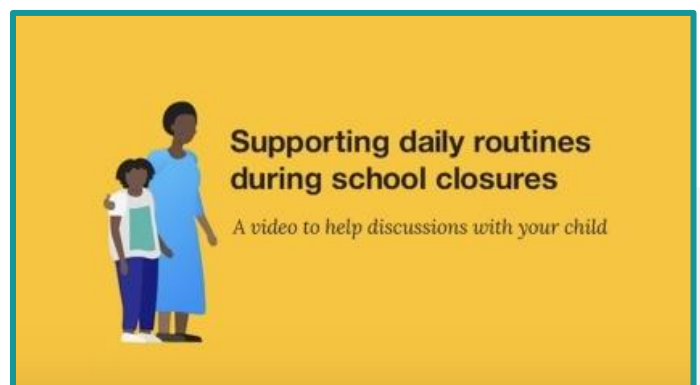 Supporting daily routines
during school closures
A video to help discussions with your child